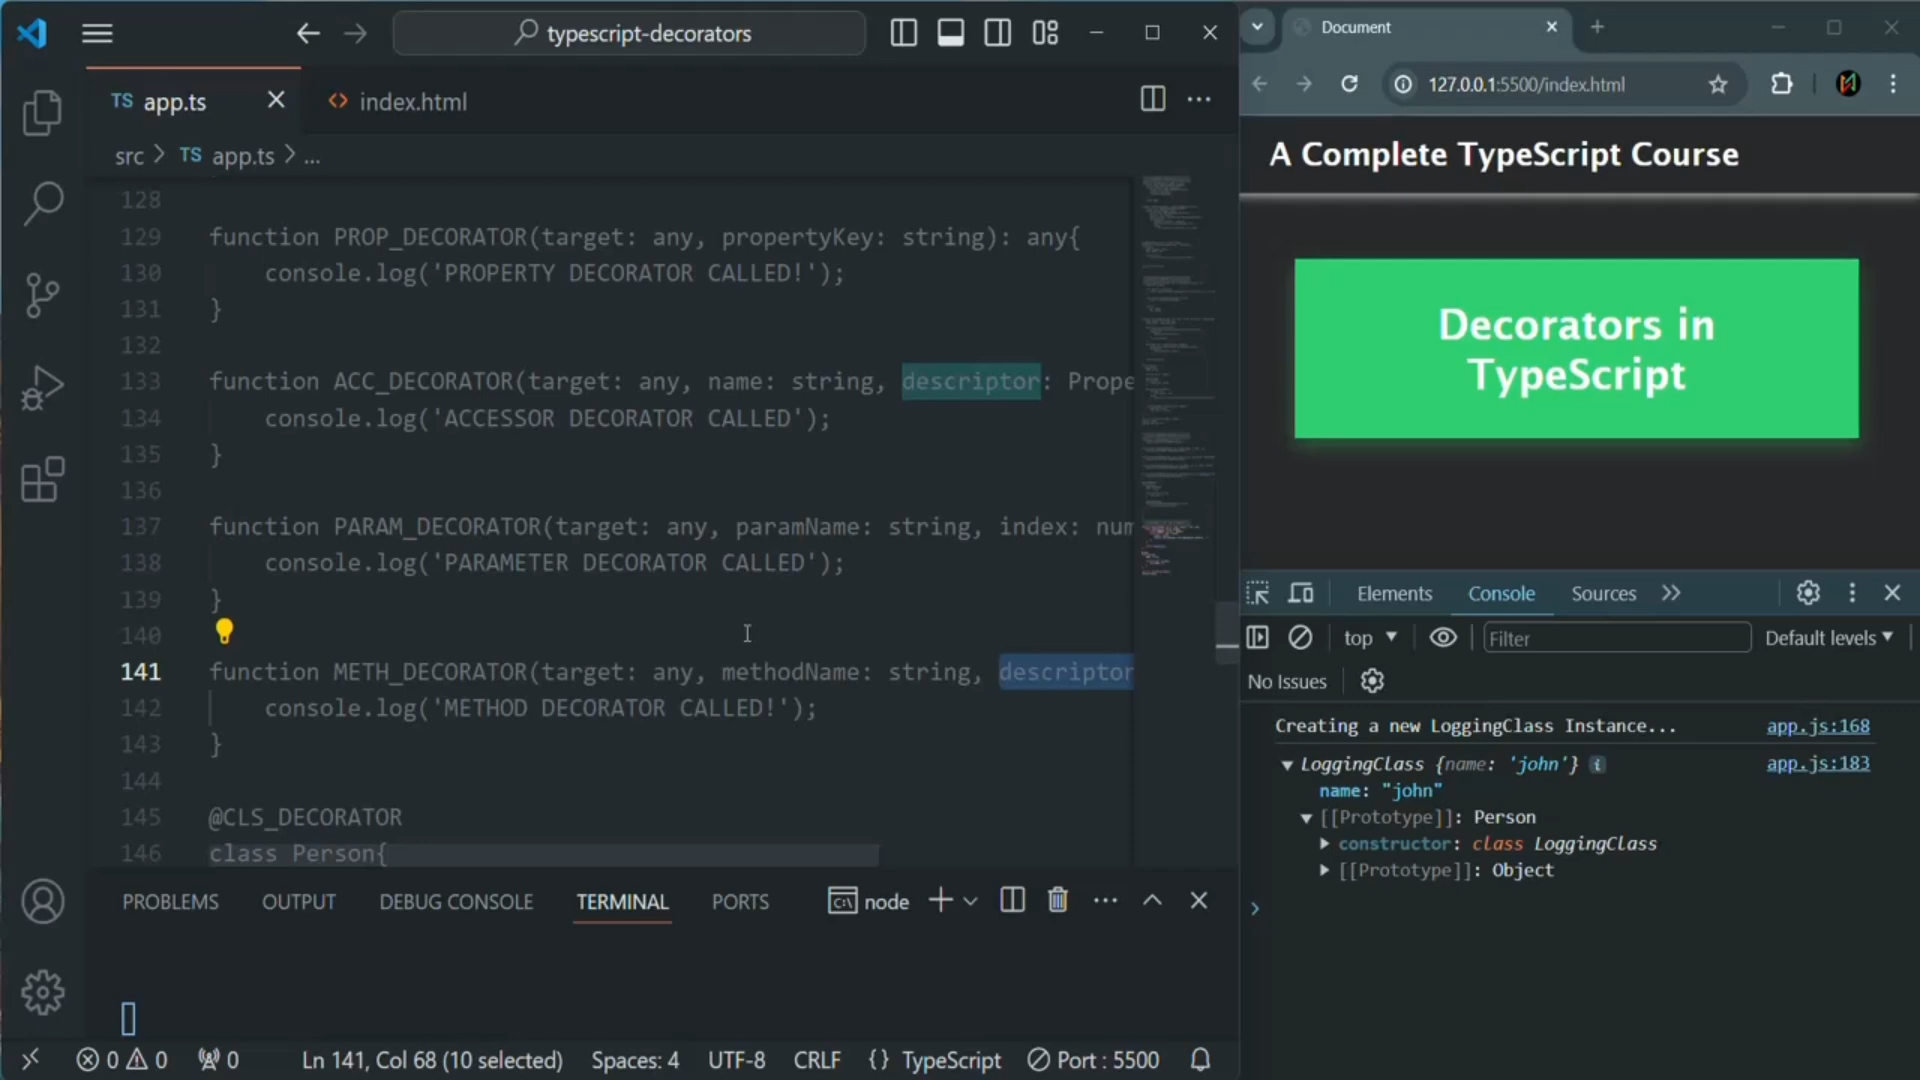 typescript-decorators
TS app.ts
<> index.html
src > TS app.ts > ...
128
129 function PROP_DECORATOR(target: any, propertyKey: string): any{
130 console.log('PROPERTY DECORATOR CALLED!');
131 }
132
133 function ACC_DECORATOR(target: any, name: string, descriptor: Prope
134 console.log('ACCESSOR DECORATOR CALLED');
135 }
136
137 function PARAM_DECORATOR(target: any, paramName: string, index: num
138 console.log('PARAMETER DECORATOR CALLED');
139 }
140
141 function METH_DECORATOR(target: any, methodName: string, descriptor
142 console.log('METHOD DECORATOR CALLED!');
143 }
144
145 @CLS_DECORATOR
146 class Person{
PROBLEMS OUTPUT DEBUG CONSOLE TERMINAL PORTS node
0 0 0 Ln 141, Col 68 (10 selected) Spaces: 4 UTF-8 CRLF {} TypeScript Port : 5500
Document
127.0.0.1:5500/index.html
A Complete TypeScript Course
Decorators in
TypeScript
Elements Console Sources
top Filter Default levels
No Issues
Creating a new LoggingClass Instance... app.js:168
LoggingClass {name: 'john'} i app.js:183
name: "john"
[[Prototype]]: Person
constructor: class LoggingClass
[[Prototype]]: Object